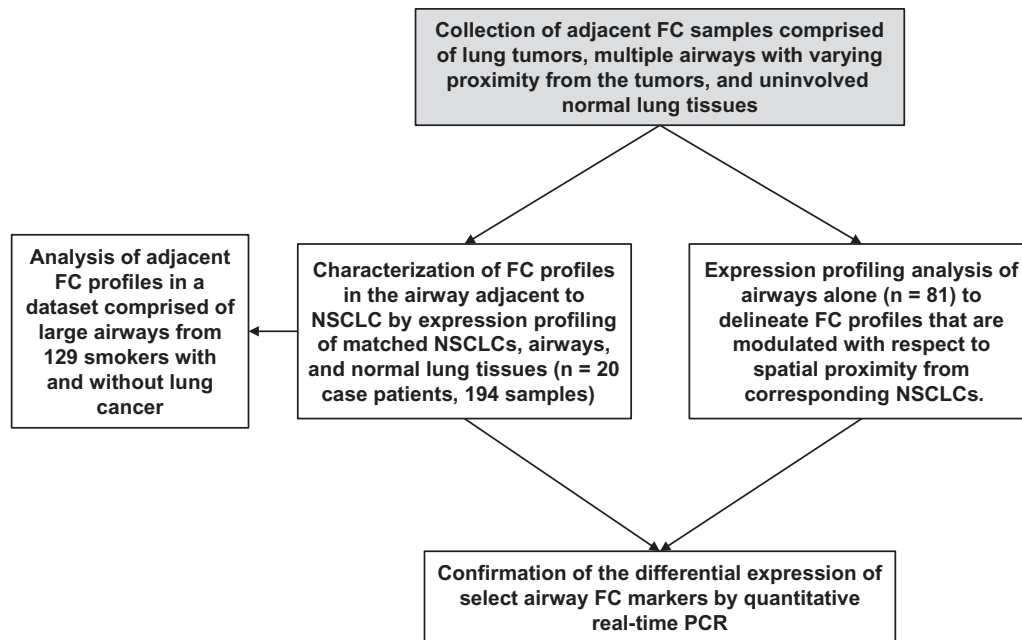 Collection of adjacent FC samples comprised
of lung tumors, multiple airways with varying
proximity from the tumors, and uninvolved
normal lung tissues
Analysis of adjacent
FC profiles in a
dataset comprised of
large airways from
129 smokers with
and without lung
cancer
Characterization of FC profiles
in the airway adjacent to
NSCLC by expression profiling
of matched NSCLCs, airways,
and normal lung tissues (n = 20
case patients, 194 samples)
Expression profiling analysis of
airways alone (n = 81) to
delineate FC profiles that are
modulated with respect to
spatial proximity from
corresponding NSCLCs.
Confirmation of the differential expression of
select airway FC markers by quantitative
real-time PCR